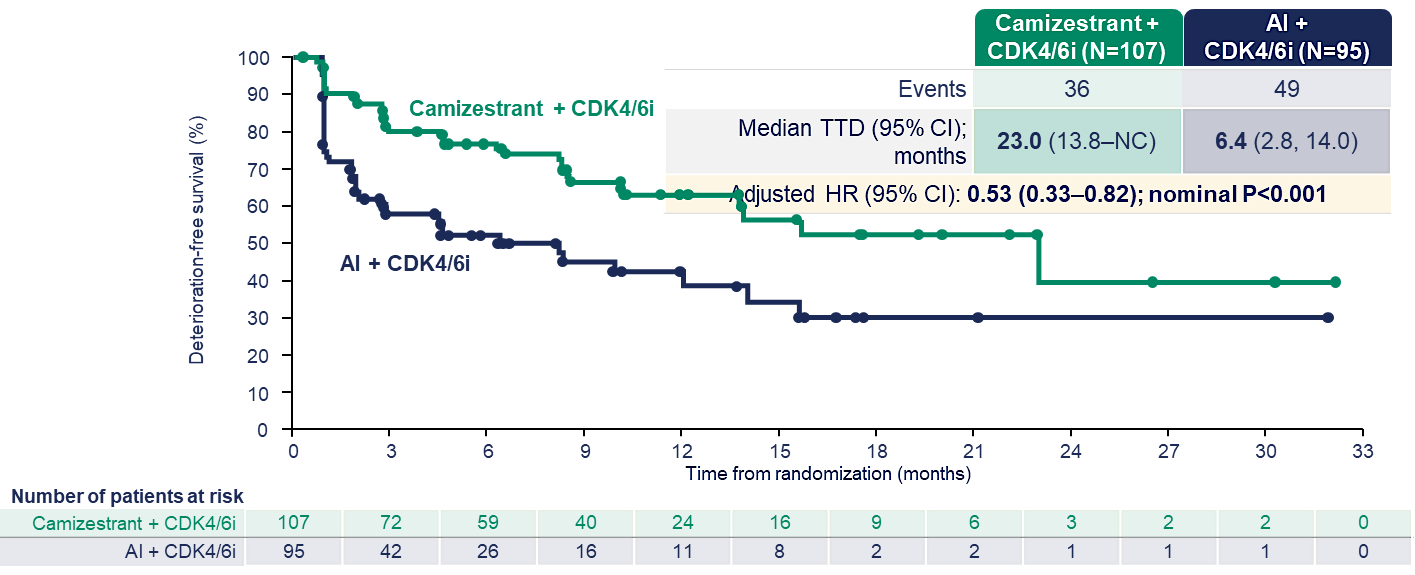 Camizestrant +
CDK4/6i (N=107)
AI +
CDK4/6i (N=95)
Events
36
49
Median TTD (95% CI);
months
23.0 (13.8–NC)
6.4 (2.8, 14.0)
Adjusted HR (95% CI): 0.53 (0.33–0.82); nominal P<0.001
Camizestrant + CDK4/6i
AI + CDK4/6i
Deterioration-free survival (%)
100
90
80
70
60
50
40
30
20
10
0
0 3 6 9 12 15 18 21 24 27 30 33
Time from randomization (months)
Number of patients at risk
Camizestrant + CDK4/6i 107 72 59 40 24 16 9 6 3 2 2 0
AI + CDK4/6i 95 42 26 16 11 8 2 2 1 1 1 0